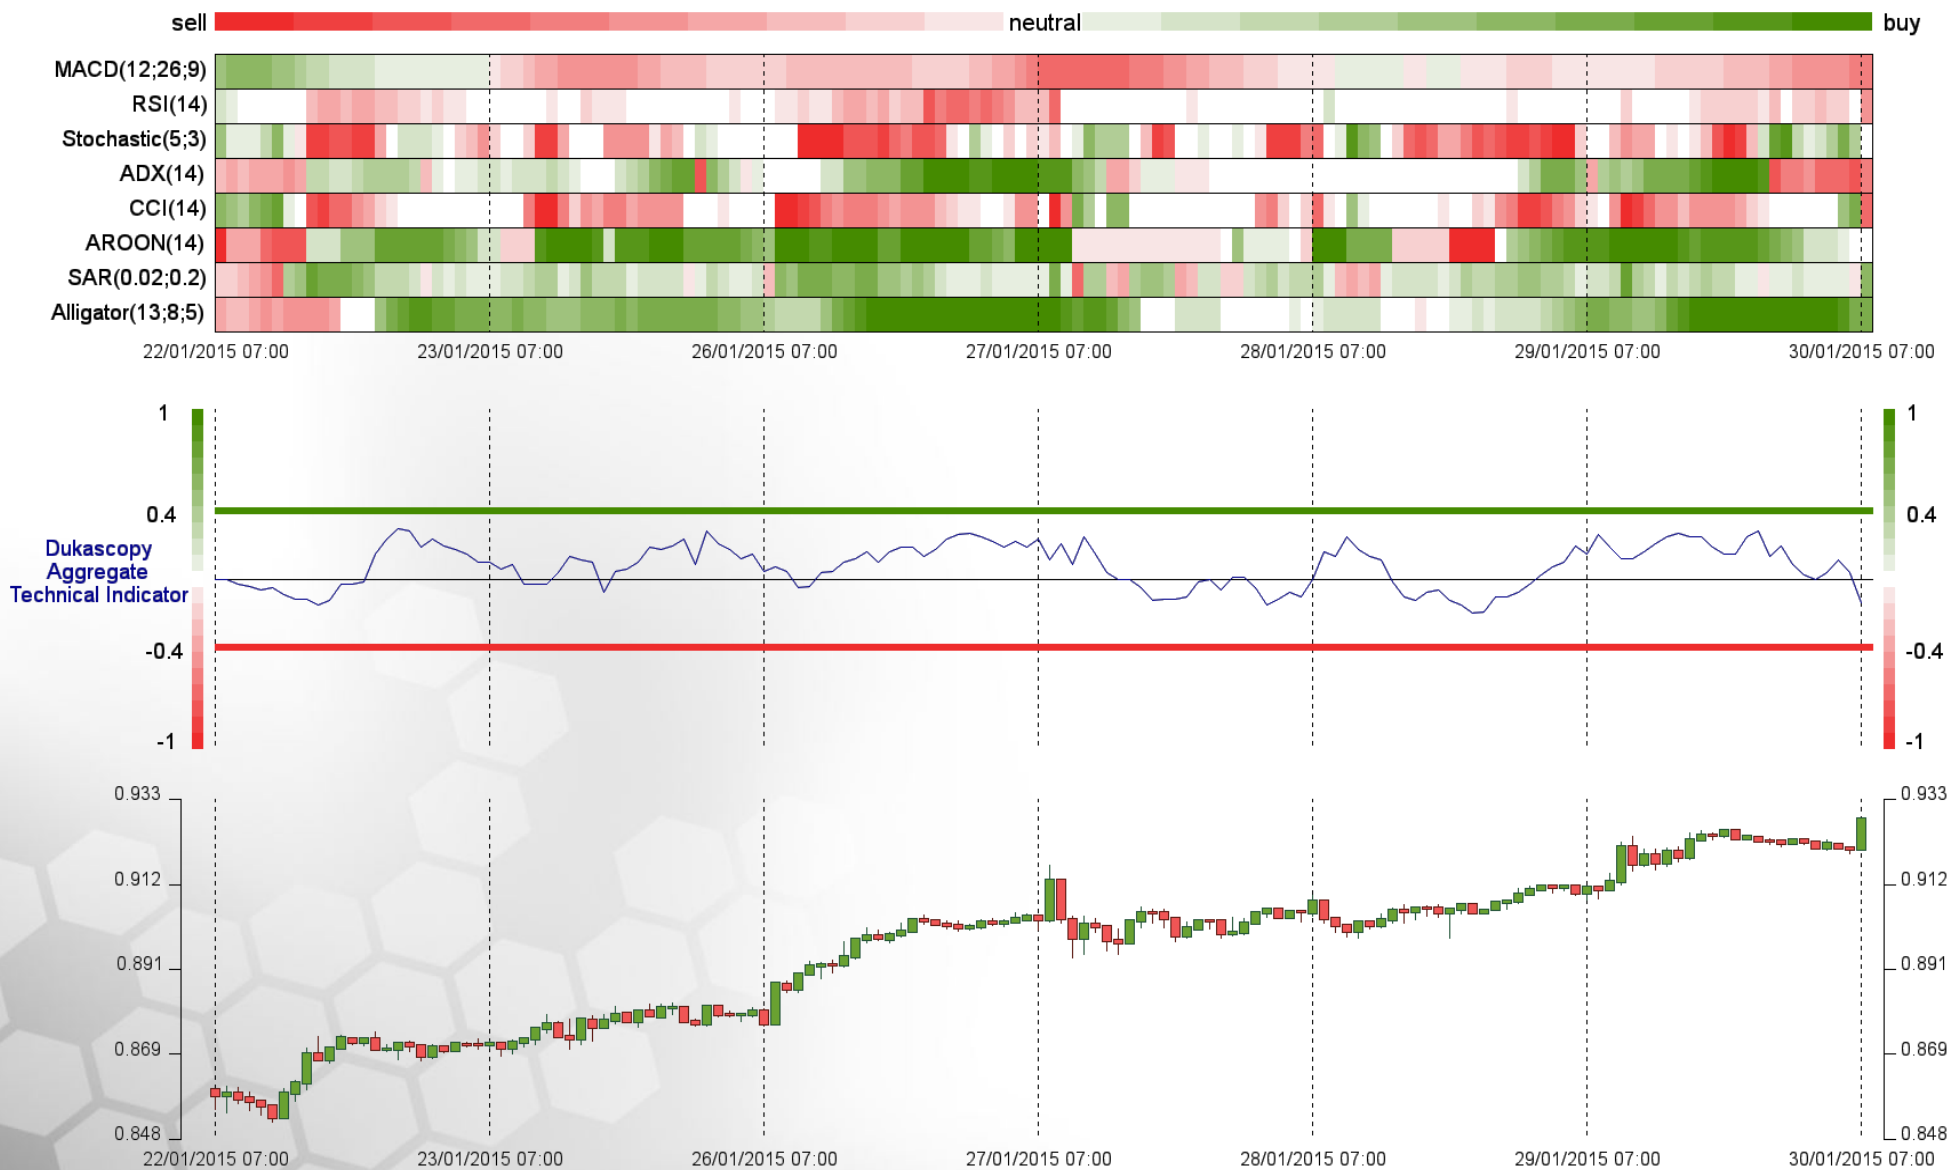 sell neutral buy
MACD(12;26;9)
RSI(14)
Stochastic(5;3)
ADX(14)
CCI(14)
AROON(14)
SAR(0.02;0.2)
Alligator(13;8;5)
22/01/2015 07:00 23/01/2015 07:00 26/01/2015 07:00 27/01/2015 07:00 28/01/2015 07:00 29/01/2015 07:00 30/01/2015 07:00
1 1
0.4 0.4
Dukascopy
Aggregate
Technical Indicator
-0.4 -0.4
-1 -1
0.933 0.933
0.912 0.912
0.891 0.891
0.869 0.869
0.848 0.848
22/01/2015 07:00 23/01/2015 07:00 26/01/2015 07:00 27/01/2015 07:00 28/01/2015 07:00 29/01/2015 07:00 30/01/2015 07:00